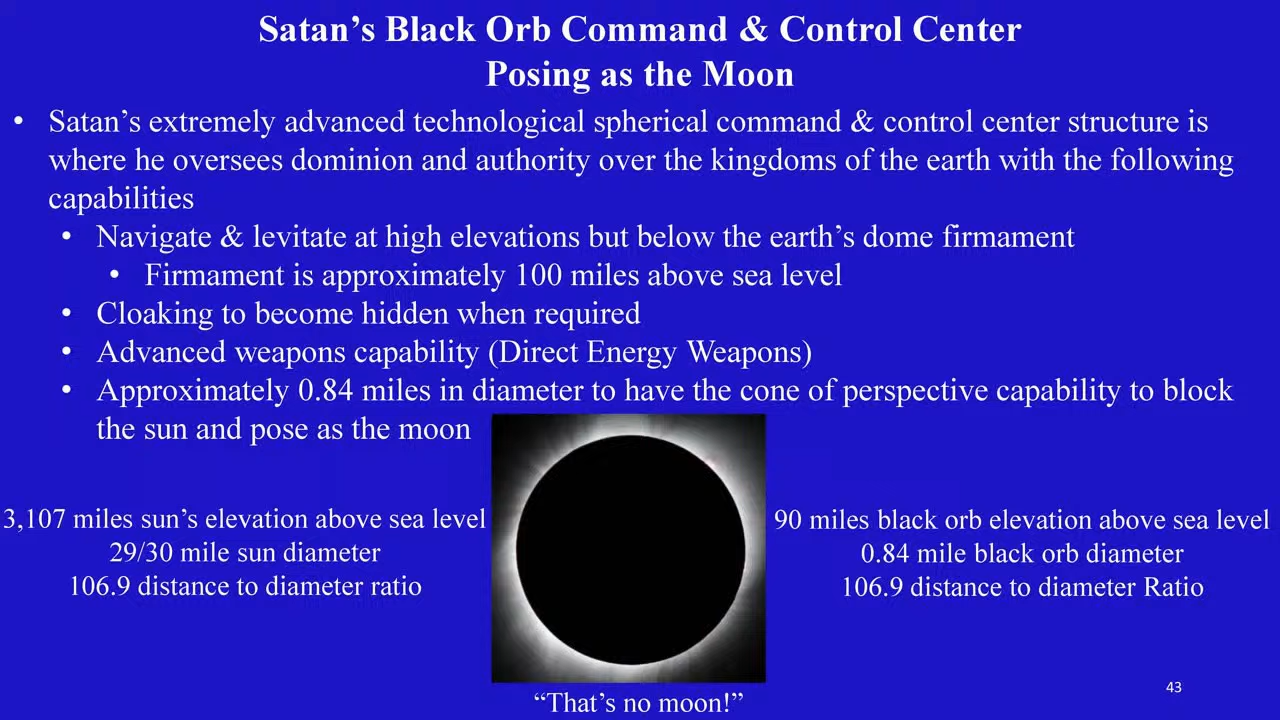 Satan’s Black Orb Command & Control Center
Posing as the Moon
• Satan’s extremely advanced technological spherical command & control center structure is
where he oversees dominion and authority over the kingdoms of the earth with the following
capabilities
• Navigate & levitate at high elevations but below the earth’s dome firmament
• Firmament is approximately 100 miles above sea level
• Cloaking to become hidden when required
• Advanced weapons capability (Direct Energy Weapons)
• Approximately 0.84 miles in diameter to have the cone of perspective capability to block
the sun and pose as the moon
3,107 miles sun’s elevation above sea level
29/30 mile sun diameter
106.9 distance to diameter ratio
90 miles black orb elevation above sea level
0.84 mile black orb diameter
106.9 distance to diameter Ratio
“That’s no moon!”
43